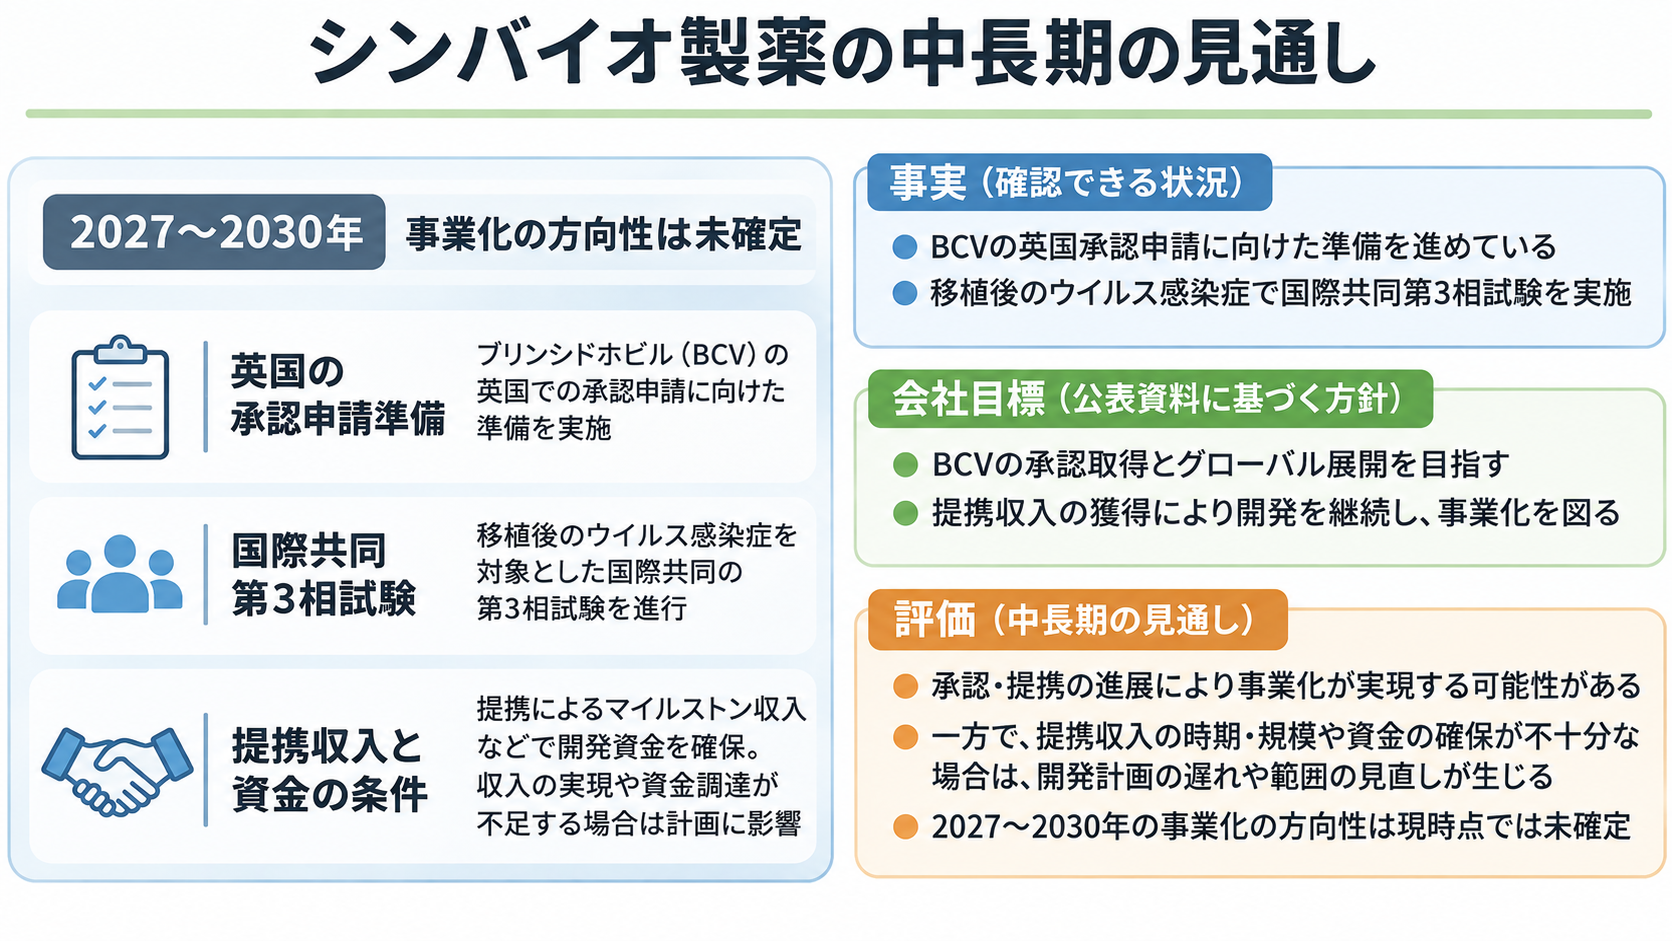 シンバイオ製薬の中長期の見通し
2027〜2030年 事業化の方向性は未確定
英国の
承認申請準備
ブリンシドホビル（BCV）の
英国での承認申請に向けた
準備を実施
国際共同
第3相試験
移植後のウイルス感染症を
対象とした国際共同の
第3相試験を進行
提携収入と
資金の条件
提携によるマイルストン収入
などで開発資金を確保。
収入の実現や資金調達が
不足する場合は計画に影響
事実（確認できる状況）
BCVの英国承認申請に向けた準備を進めている
移植後のウイルス感染症で国際共同第3相試験を実施
会社目標（公表資料に基づく方針）
BCVの承認取得とグローバル展開を目指す
提携収入の獲得により開発を継続し、事業化を図る
評価（中長期の見通し）
承認・提携の進展により事業化が実現する可能性がある
一方で、提携収入の時期・規模や資金の確保が不十分な
場合は、開発計画の遅れや範囲の見直しが生じる
2027〜2030年の事業化の方向性は現時点では未確定